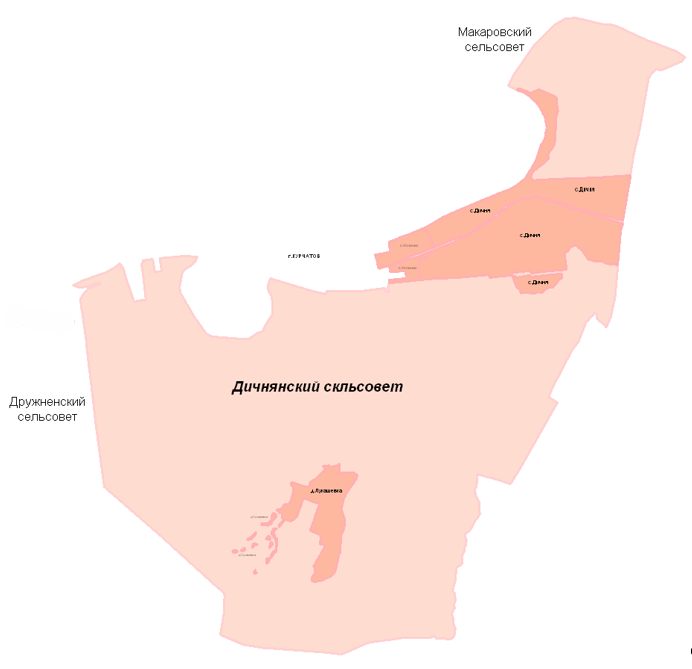 Макаровский
сельсовет
с.Дичня
с.Дичня
с.Дичня
г.КУРЧАТОВ
с.Дичня
Дичнянский скльсовет
Дружненский
сельсовет
д.Лукашевка